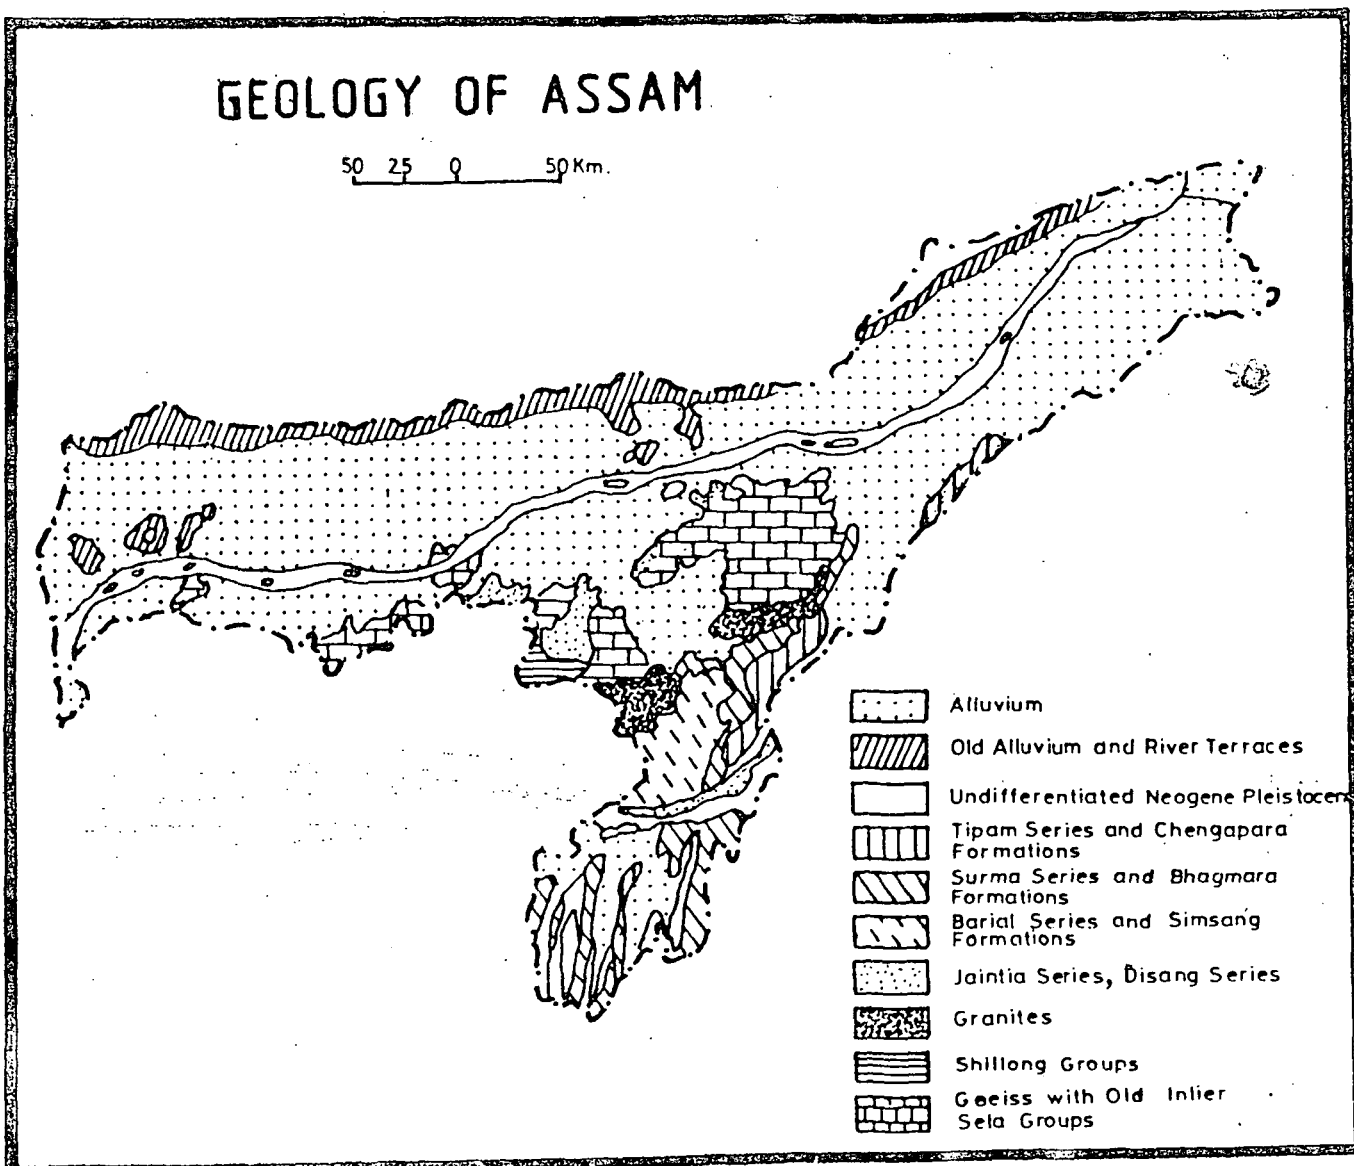 GEOLOGY OF ASSAM
50 25 0 50 Km.
Alluvium
Old Alluvium and River Terraces
Undifferentiated Neogene Pleistocene
Tipam Series and Chengapara
Formations
Surma Series and Bhagmara
Formations
Barial Series and Simsang
Formations
Jaintia Series, Disang Series
Granites
Shillong Groups
Goeiss with Old Inlier
Sela Groups